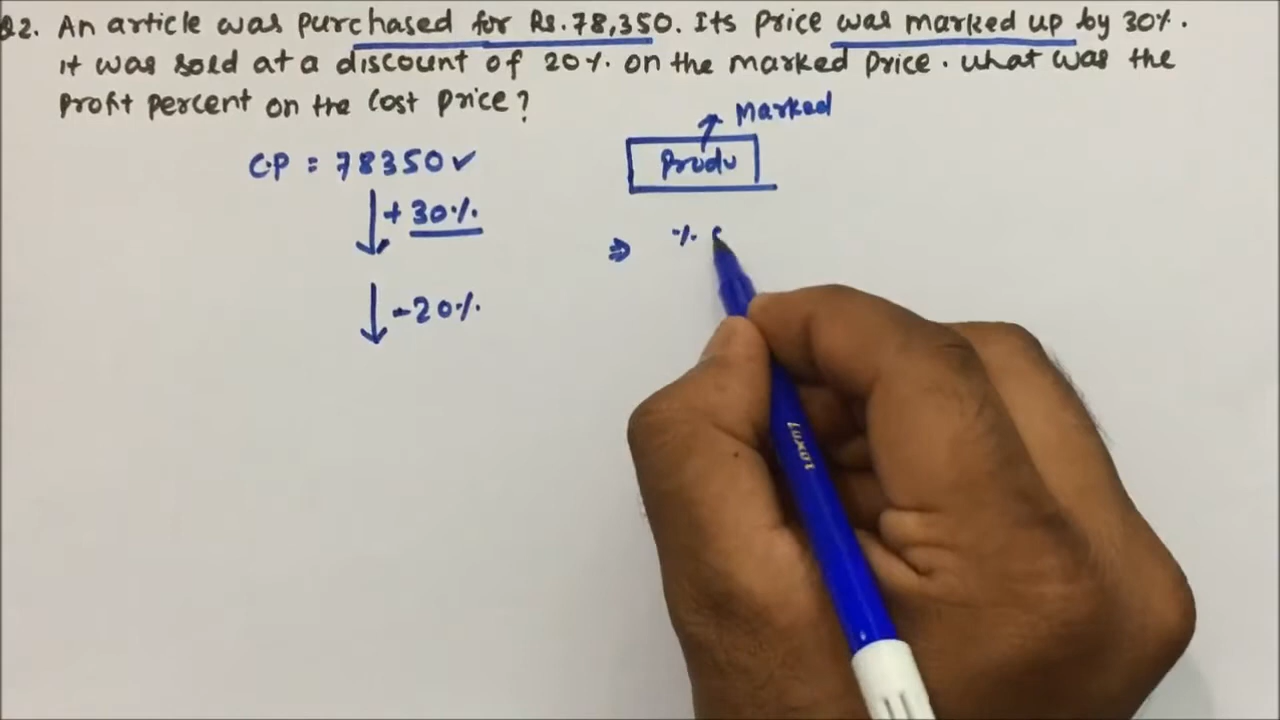 Q2. An article was purchased for Rs.78,350. Its Price was marked up by 30%.
it was sold at a discount of 20% on the marked Price. What was the
Profit percent on the Cost Price?
Marked
C.P = 78350 ✓
Produ
+ 30%
⇒ %
-20%
Luxor